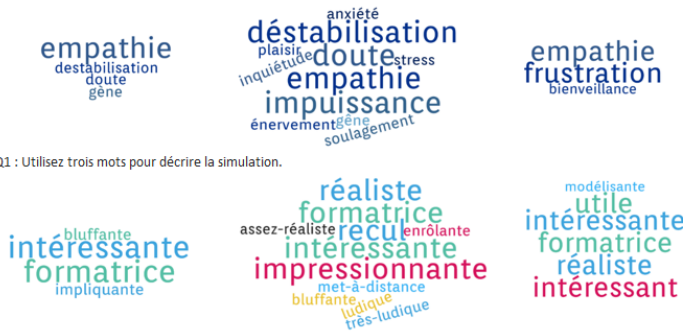 empathie
destabilisation
doute
gène
anxiété
déstabilisation
plaisir
doute
stress
inquiétude
empathie
impuissance
énervement
gêne
soulagement
empathie
frustration
bienveillance
Q1 : Utilisez trois mots pour décrire la simulation.
bluffante
intéressante
formatrice
impliquante
réaliste
formatrice
assez-réaliste
recul
enrôlante
intéressante
impressionnante
met-à-distance
bluffante
ludique
très-ludique
modélisante
utile
intéressante
formatrice
réaliste
intéressant